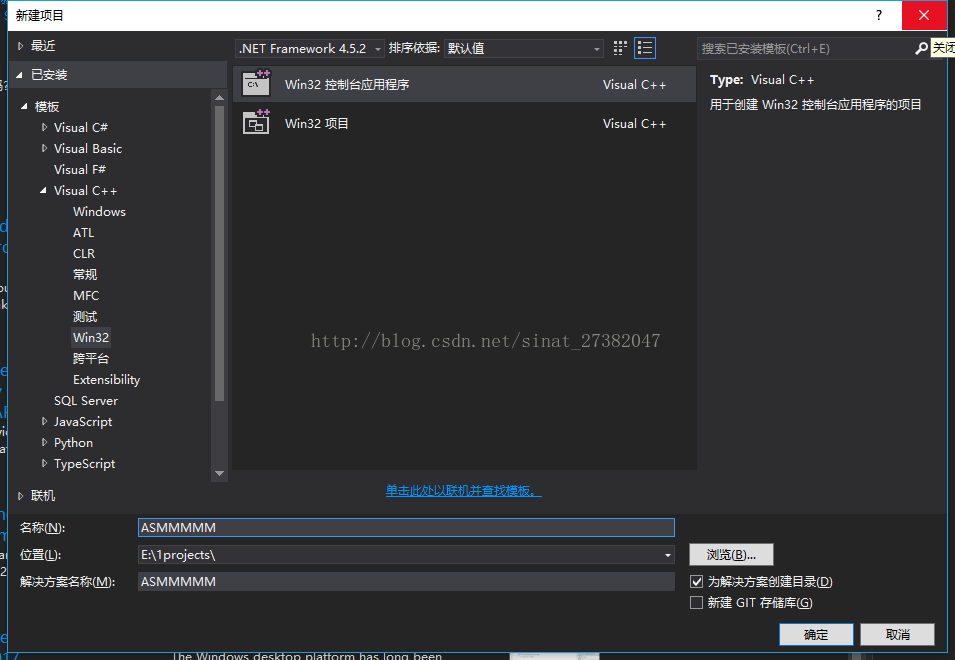 新建项目
?
最近
.NET Framework 4.5.2
排序依据:
默认值
搜索已安装模板(Ctrl+E)
关闭
已安装
模板
Visual C#
Visual Basic
Visual F#
Visual C++
Windows
ATL
CLR
常规
MFC
测试
Win32
跨平台
Extensibility
SQL Server
JavaScript
Python
TypeScript
联机
Win32 控制台应用程序 Visual C++
Win32 项目 Visual C++
Type: Visual C++
用于创建 Win32 控制台应用程序的项目
http://blog.csdn.net/sinat_27382047
单击此处以联机并查找模板。
名称(N): ASMMMMM
位置(L): E:\1projects\
浏览(B)...
解决方案名称(M): ASMMMMM
为解决方案创建目录(D)
新建 GIT 存储库(G)
确定
取消
The Windows desktop platform has long been